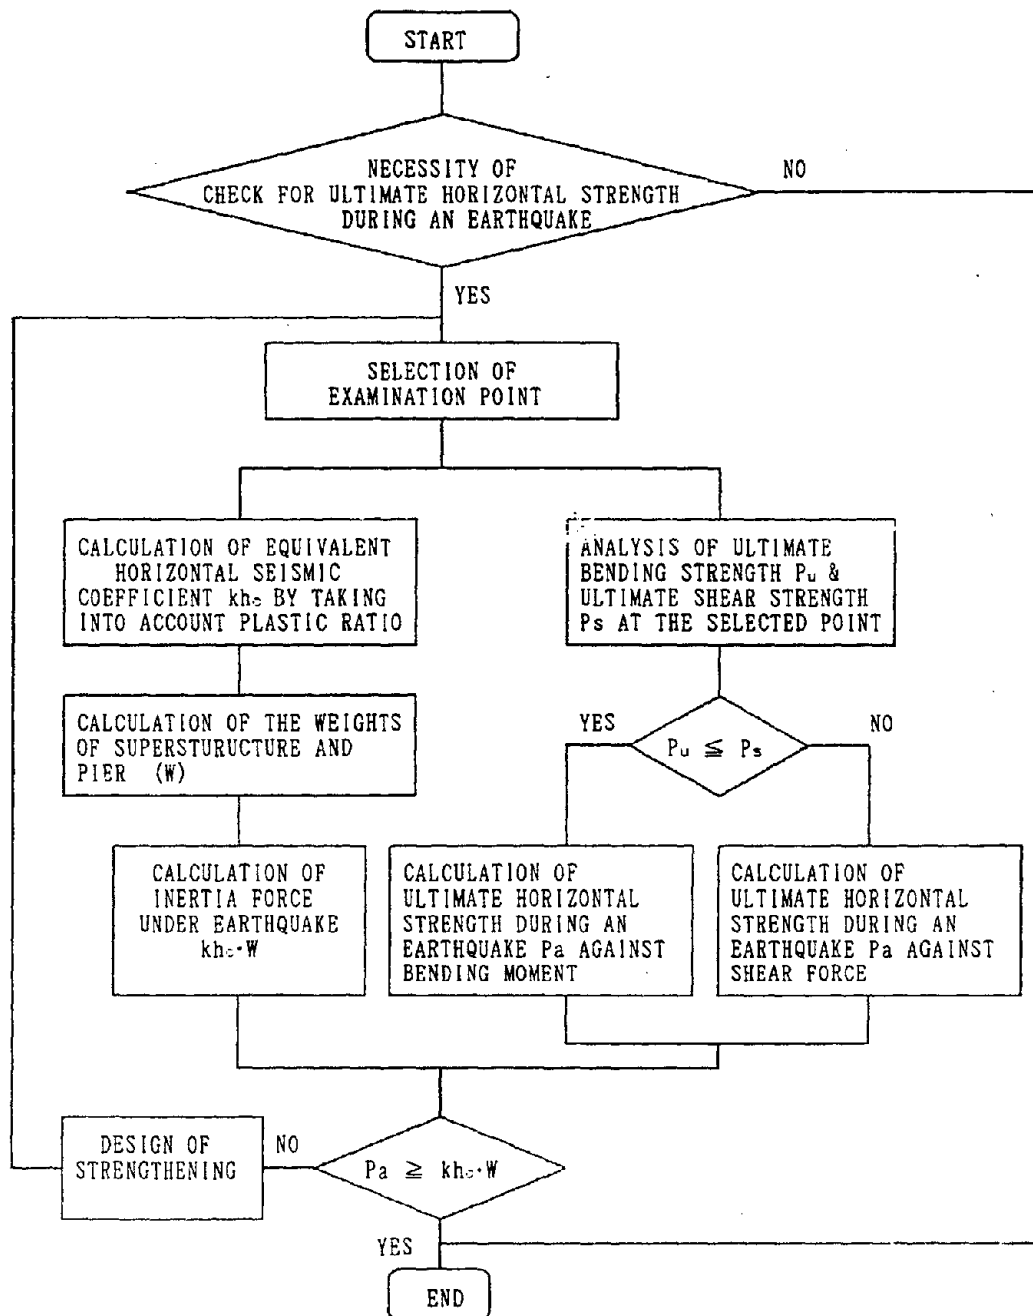 START
NECESSITY OF
CHECK FOR ULTIMATE HORIZONTAL STRENGTH
DURING AN EARTHQUAKE
NO
YES
SELECTION OF
EXAMINATION POINT
CALCULATION OF EQUIVALENT
HORIZONTAL SEISMIC
COEFFICIENT khe BY TAKING
INTO ACCOUNT PLASTIC RATIO
ANALYSIS OF ULTIMATE
BENDING STRENGTH Pu &
ULTIMATE SHEAR STRENGTH
Ps AT THE SELECTED POINT
CALCULATION OF THE WEIGHTS
OF SUPERSTURUCTURE AND
PIER (W)
YES
Pu ≦ Ps
NO
CALCULATION OF
INERTIA FORCE
UNDER EARTHQUAKE
khe·W
CALCULATION OF
ULTIMATE HORIZONTAL
STRENGTH DURING AN
EARTHQUAKE Pa AGAINST
BENDING MOMENT
CALCULATION OF
ULTIMATE HORIZONTAL
STRENGTH DURING AN
EARTHQUAKE Pa AGAINST
SHEAR FORCE
DESIGN OF
STRENGTHENING
NO
Pa ≧ khe·W
YES
END